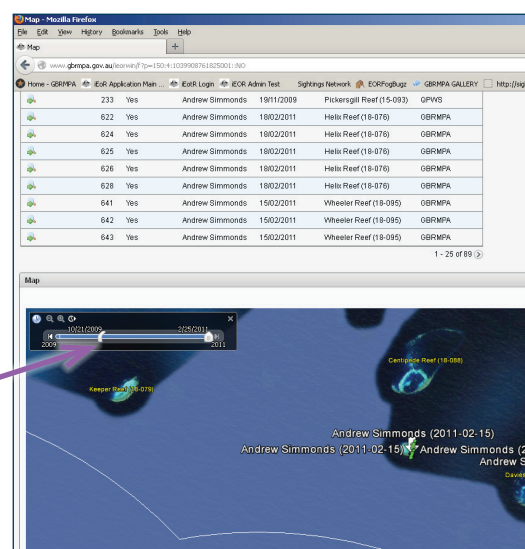 Map - Mozilla Firefox
File Edit View History Bookmarks Tools Help
Map +
www.gbrmpa.gov.au/ieorwin/f?p=150:4:1039908761825001::NO
Home - GBRMPA iEoR Application Main ... iEotR Login iEOR Admin Test Sightings Network EORFogBugz GBRMPA GALLERY http://sig
233 Yes Andrew Simmonds 19/11/2009 Pickersgill Reef (15-093) QPWS
622 Yes Andrew Simmonds 18/02/2011 Helix Reef (18-076) GBRMPA
624 Yes Andrew Simmonds 18/02/2011 Helix Reef (18-076) GBRMPA
625 Yes Andrew Simmonds 18/02/2011 Helix Reef (18-076) GBRMPA
626 Yes Andrew Simmonds 18/02/2011 Helix Reef (18-076) GBRMPA
628 Yes Andrew Simmonds 18/02/2011 Helix Reef (18-076) GBRMPA
641 Yes Andrew Simmonds 15/02/2011 Wheeler Reef (18-095) GBRMPA
642 Yes Andrew Simmonds 15/02/2011 Wheeler Reef (18-095) GBRMPA
643 Yes Andrew Simmonds 15/02/2011 Wheeler Reef (18-095) GBRMPA
1 - 25 of 89
Map
10/21/2009 2/25/2011
2009 2011
Centipede Reef (18-088)
Keeper Reef
Andrew Simmonds (2011-02-15)
Andrew Simmonds (2011-02-15) Andrew Simmonds (2
Andrew S
Davies